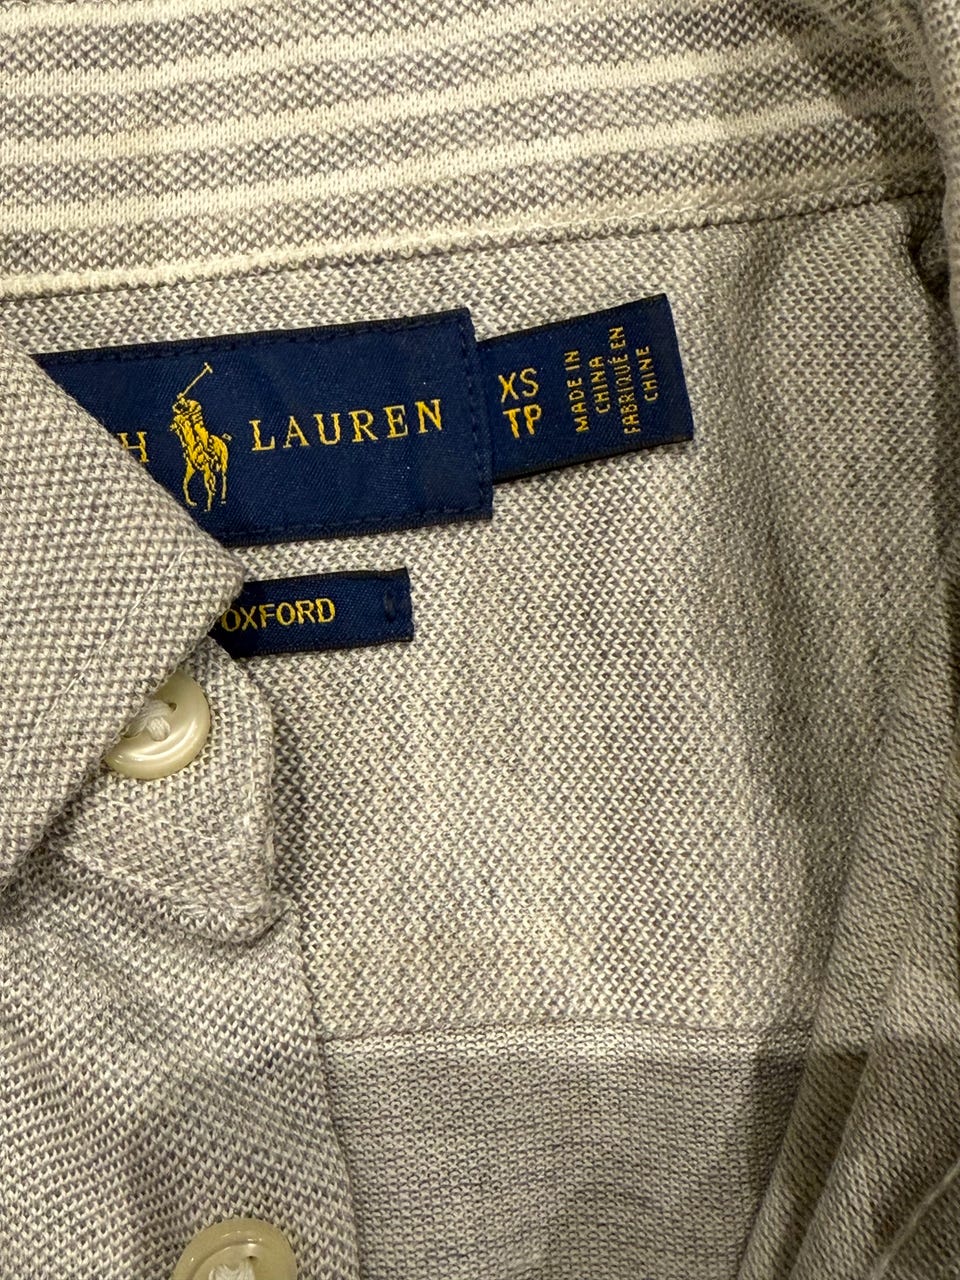 H LAUREN
XS
TP
MADE IN
CHINA
FABRIQUÉ EN
CHINE
OXFORD